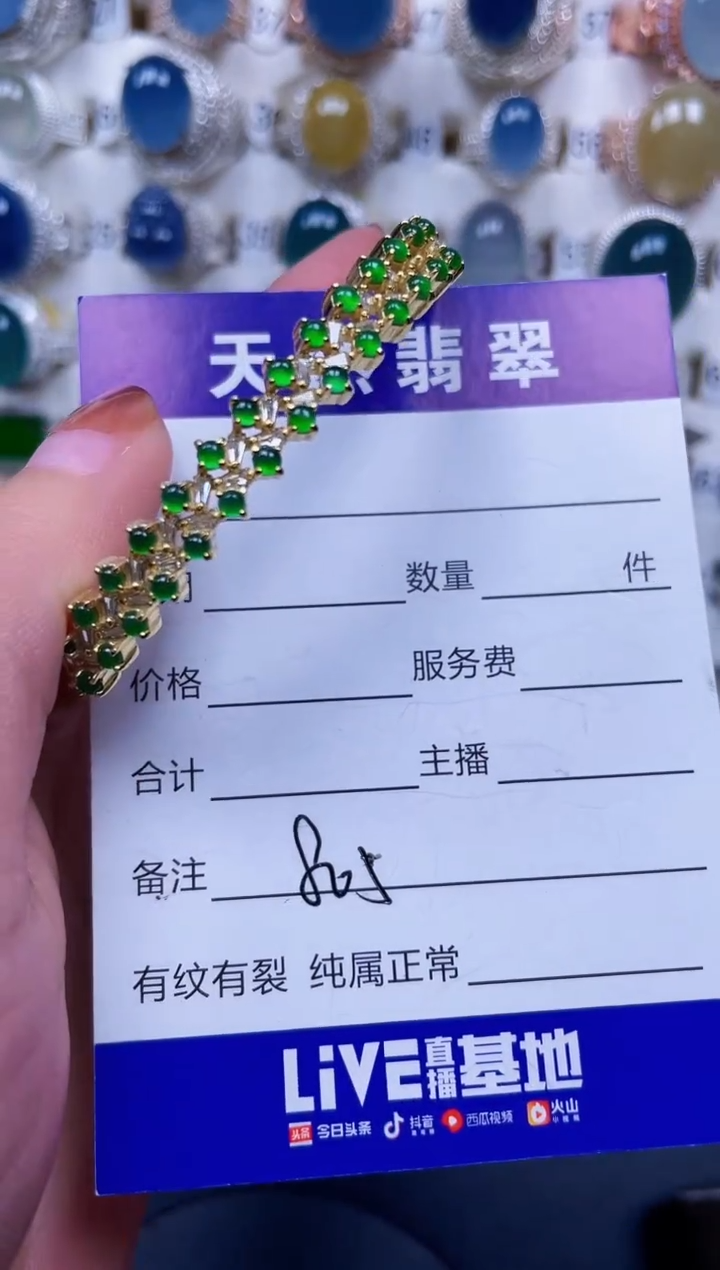 天 翡翠
数量 件
价格 服务费
合计 主播
备注
有纹有裂 纯属正常
LiVE直播基地
头条 今日头条 抖音 西瓜视频 火山